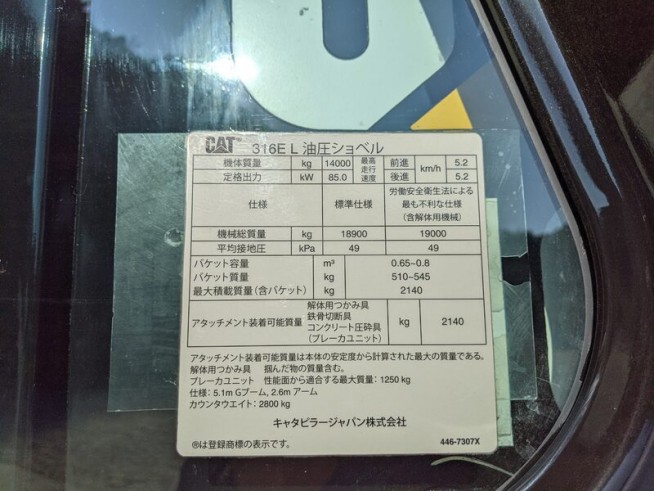 CAT 316E L 油圧ショベル
機体質量 kg 14000 最高走行速度 前進 km/h 5.2
定格出力 kW 85.0 後進 5.2
仕様 標準仕様 労働安全衛生法による最も不利な仕様(含解体用機械)
機械総質量 kg 18900 19000
平均接地圧 kPa 49 49
バケット容量 m³ 0.65~0.8
バケット質量 kg 510-545
最大積載質量(含バケット) kg 2140
アタッチメント装着可能質量 解体用つかみ具 鉄骨切断具 コンクリート圧砕具 (ブレーカユニット) kg 2140
アタッチメント装着可能質量は本体の安定度から計算された最大の質量である。
解体用つかみ具 掴んだ物の質量含む。
ブレーカユニット 性能面から適合する最大質量: 1250 kg
仕様: 5.1m Gブーム, 2.6m アーム
カウンタウエイト: 2800 kg
キャタピラージャパン株式会社
®は登録商標の表示です。 446-7307X